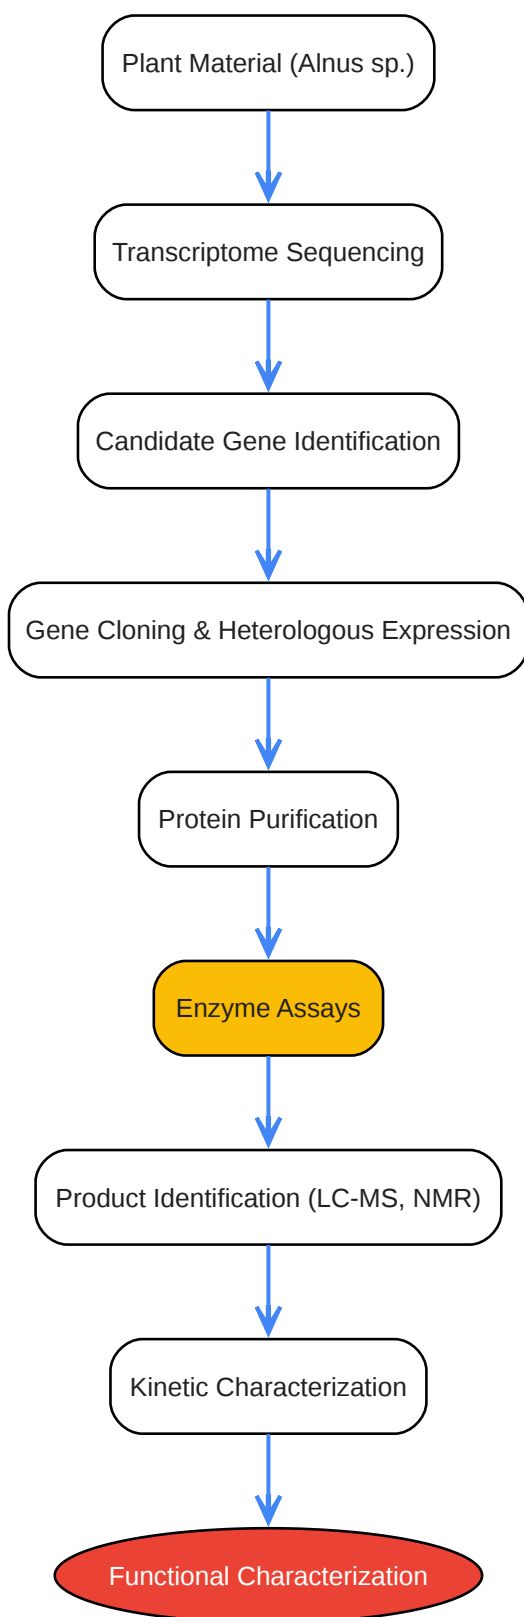 Plant Material (Alnus sp.)
Transcriptome Sequencing
Candidate Gene Identification
Gene Cloning & Heterologous Expression
Protein Purification
Enzyme Assays
Product Identification (LC-MS, NMR)
Kinetic Characterization
Functional Characterization